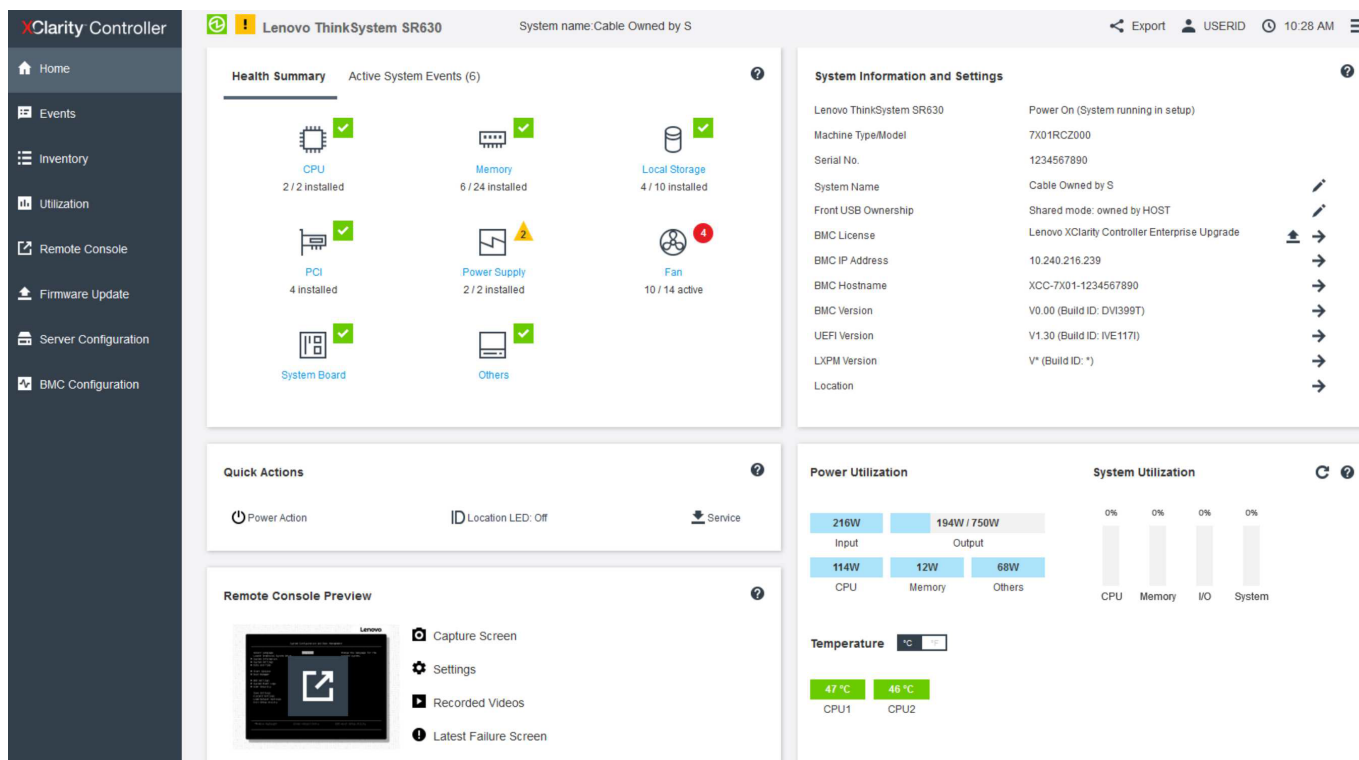 XClarity Controller
Lenovo ThinkSystem SR630
System name:Cable Owned by S
Export
USERID
10:28 AM
Home
Events
Inventory
Utilization
Remote Console
Firmware Update
Server Configuration
BMC Configuration
Health Summary
Active System Events (6)
CPU
2 / 2 installed
Memory
6 / 24 installed
Local Storage
4 / 10 installed
PCI
4 installed
2
Power Supply
2 / 2 installed
4
Fan
10 / 14 active
System Board
Others
System Information and Settings
Lenovo ThinkSystem SR630 Power On (System running in setup)
Machine Type/Model 7X01RCZ000
Serial No. 1234567890
System Name Cable Owned by S
Front USB Ownership Shared mode: owned by HOST
BMC License Lenovo XClarity Controller Enterprise Upgrade
BMC IP Address 10.240.216.239
BMC Hostname XCC-7X01-1234567890
BMC Version V0.00 (Build ID: DVI399T)
UEFI Version V1.30 (Build ID: IVE117I)
LXPM Version V* (Build ID: *)
Location
Quick Actions
Power Action
ID Location LED: Off
Service
Remote Console Preview
Lenovo
Capture Screen
Settings
Recorded Videos
Latest Failure Screen
Power Utilization
216W 194W / 750W
Input Output
114W 12W 68W
CPU Memory Others
System Utilization
0% 0% 0% 0%
CPU Memory I/O System
Temperature °C °F
47 °C 46 °C
CPU1 CPU2